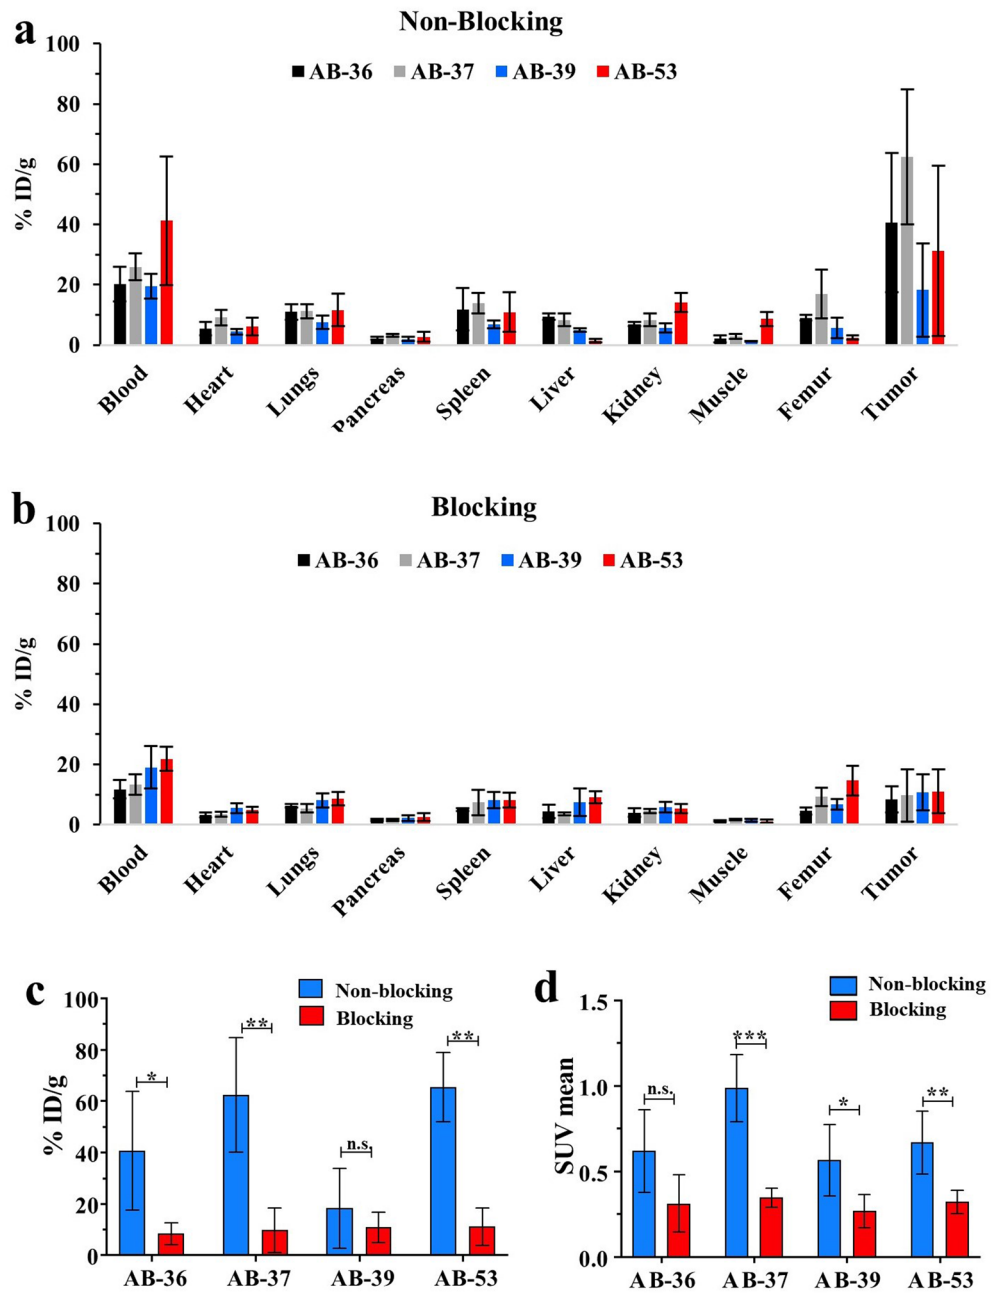 a
Non-Blocking
AB-36 AB-37 AB-39 AB-53
% ID/g
100
80
60
40
20
0
Blood Heart Lungs Pancreas Spleen Liver Kidney Muscle Femur Tumor
b
Blocking
AB-36 AB-37 AB-39 AB-53
% ID/g
100
80
60
40
20
0
Blood Heart Lungs Pancreas Spleen Liver Kidney Muscle Femur Tumor
c
Non-blocking
Blocking
% ID/g
100
80
60
40
20
0
* ** n.s. **
AB-36 AB-37 AB-39 AB-53
d
Non-blocking
Blocking
SUV mean
1.5
1.0
0.5
0.0
n.s. *** * **
AB-36 AB-37 AB-39 AB-53